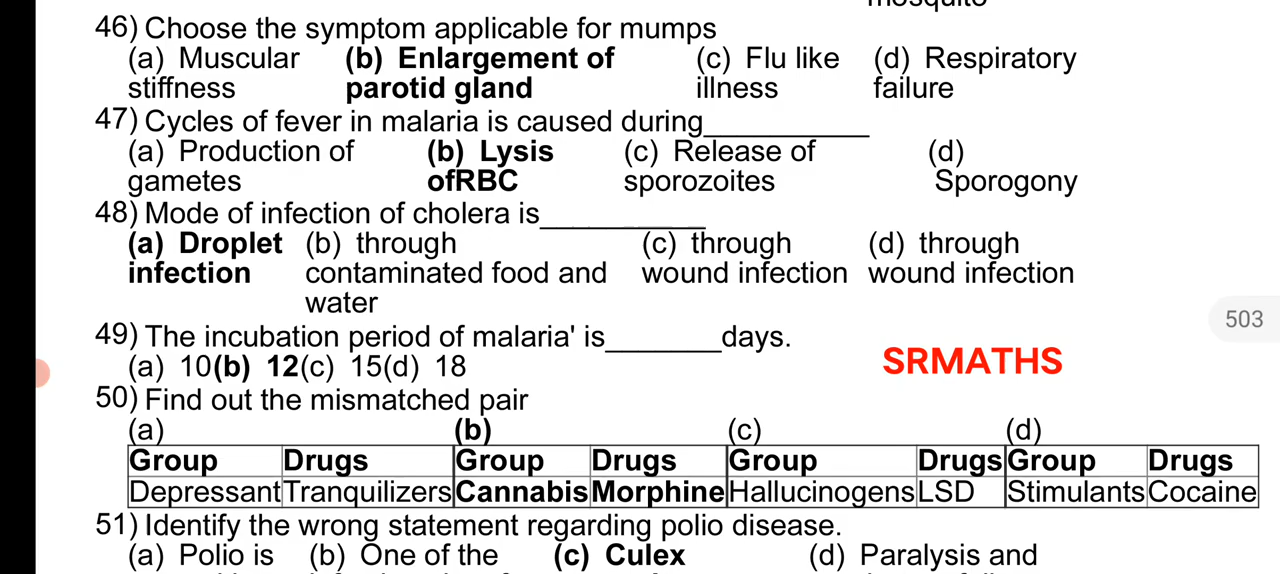 mosquito
46) Choose the symptom applicable for mumps
(a) Muscular (b) Enlargement of (c) Flu like (d) Respiratory
stiffness parotid gland illness failure
47) Cycles of fever in malaria is caused during__________
(a) Production of (b) Lysis (c) Release of (d)
gametes ofRBC sporozoites Sporogony
48) Mode of infection of cholera is__________
(a) Droplet (b) through (c) through (d) through
infection contaminated food and wound infection wound infection
water
49) The incubation period of malaria' is_______days.
503
SRMATHS
(a) 10(b) 12(c) 15(d) 18
50) Find out the mismatched pair
(a) (b) (c) (d)
Group Drugs Group Drugs Group Drugs Group Drugs
Depressant Tranquilizers Cannabis Morphine Hallucinogens LSD Stimulants Cocaine
51) Identify the wrong statement regarding polio disease.
(a) Polio is (b) One of the (c) Culex (d) Paralysis and